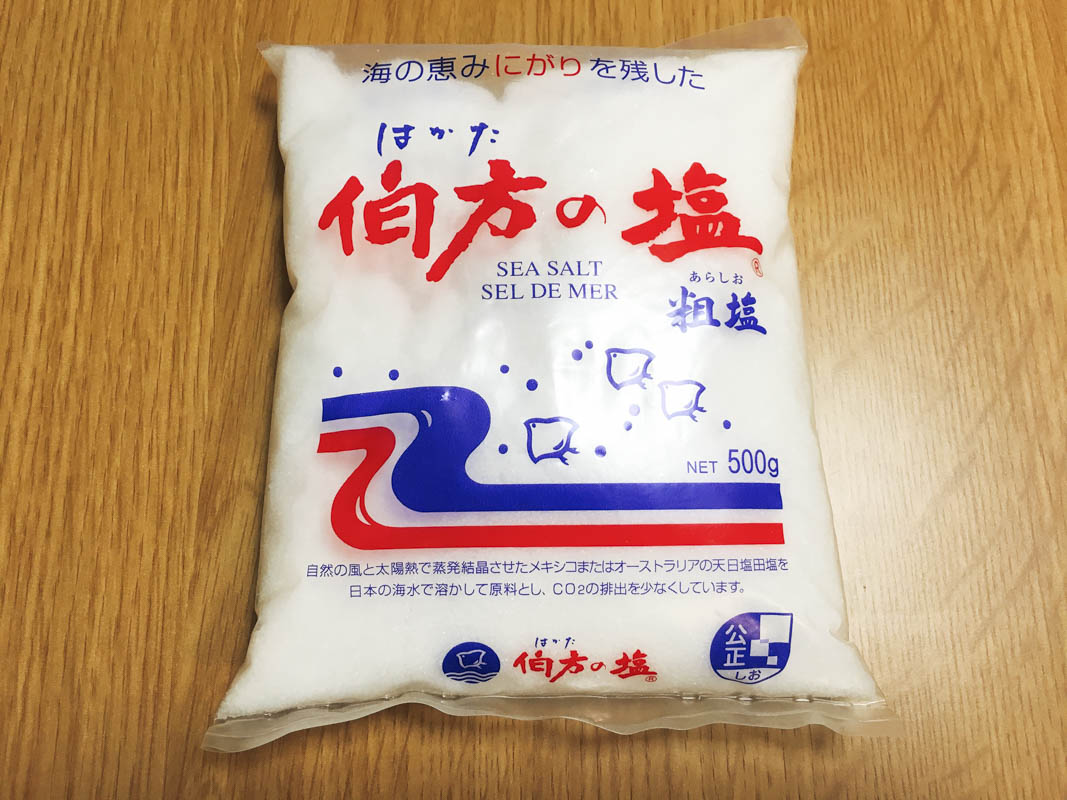 海の恵みにがりを残した
はかた
伯方の塩
®
SEA SALT
SEL DE MER
あらしお
粗塩
NET 500g
自然の風と太陽熱で蒸発結晶させたメキシコまたはオーストラリアの天日塩田塩を
日本の海水で溶かして原料とし、CO2の排出を少なくしています。
はかた
伯方の塩®
公正
しお